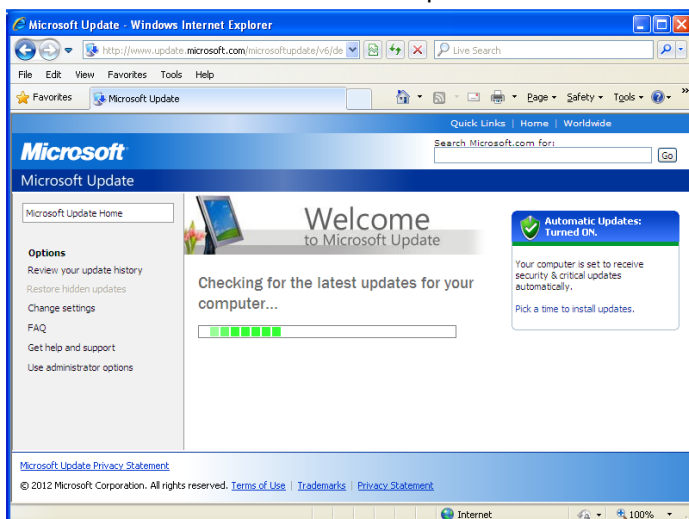 Microsoft Update - Windows Internet Explorer
http://www.update.microsoft.com/microsoftupdate/v6/de
Live Search
File Edit View Favorites Tools Help
Favorites Microsoft Update Page Safety Tools
Quick Links | Home | Worldwide
Microsoft
Search Microsoft.com for:
Go
Microsoft Update
Microsoft Update Home
Options
Review your update history
Restore hidden updates
Change settings
FAQ
Get help and support
Use administrator options
Welcome
to Microsoft Update
Checking for the latest updates for your
computer...
Automatic Updates:
Turned ON.
Your computer is set to receive
security & critical updates
automatically.
Pick a time to install updates.
Microsoft Update Privacy Statement
© 2012 Microsoft Corporation. All rights reserved. Terms of Use | Trademarks | Privacy Statement
Internet 100%